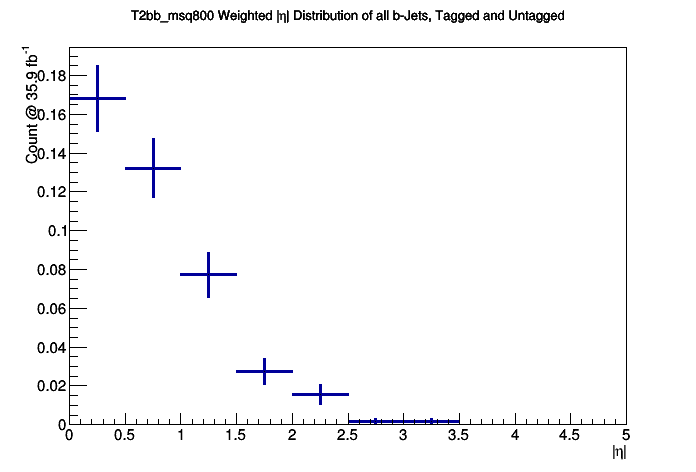 T2bb_msq800 Weighted |η| Distribution of all b-Jets, Tagged and Untagged
Count @ 35.9 fb⁻¹
0.18
0.16
0.14
0.12
0.1
0.08
0.06
0.04
0.02
0
0 0.5 1 1.5 2 2.5 3 3.5 4 4.5 5
|η|